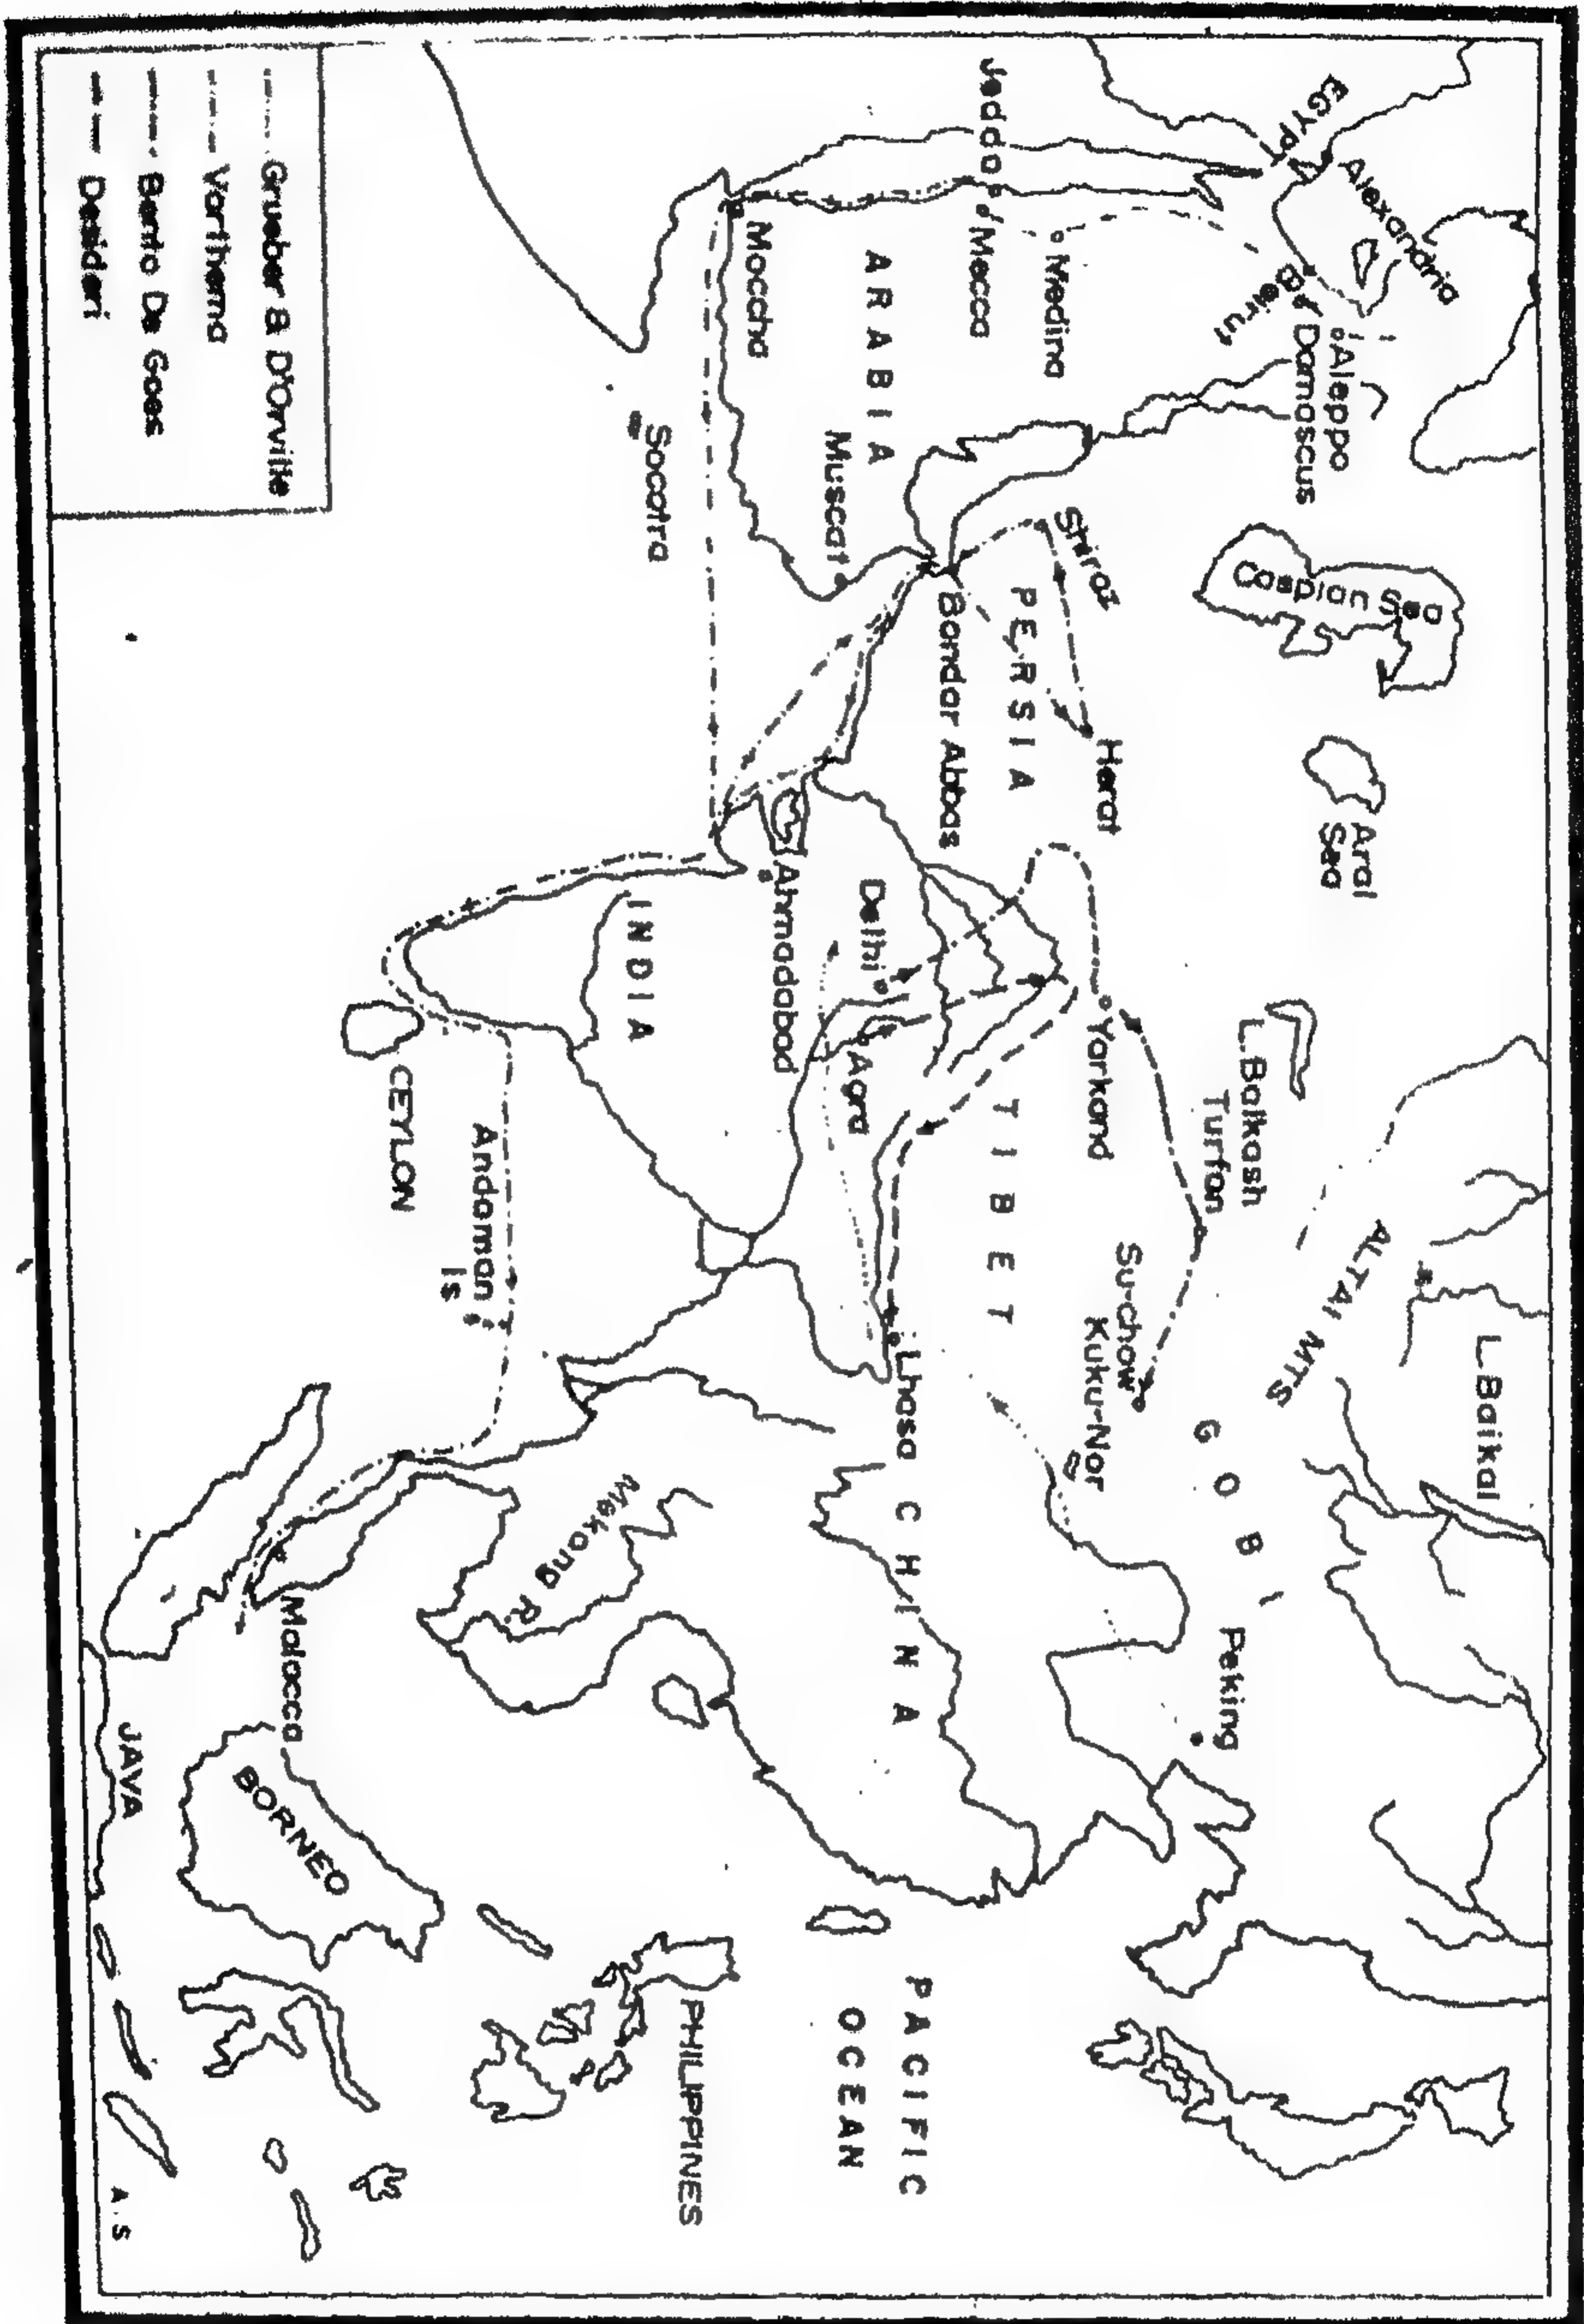 EGYPT
Alexandria
Beirut
Aleppo
Damascus
Jedda
Mecca
Medina
ARABIA
Moccha
Muscat
Socotra
Shiraz
Caspian Sea
PERSIA
Bandar Abbas
Herat
Aral
Sea
L.Balkash
Turfan
Yarkand
Delhi
Agra
Ahmadabad
INDIA
CEYLON
Andaman
Is
TIBET
Su-chow
Kuku-Nor
Lhasa
ALTAI MTS
L.Baikal
GOBI
Peking
CHINA
Mekong R.
Malacca
JAVA
BORNEO
PHILIPPINES
PACIFIC
OCEAN
Grueber & D'Orville
Varthema
Bento De Goes
Desideri
A.S